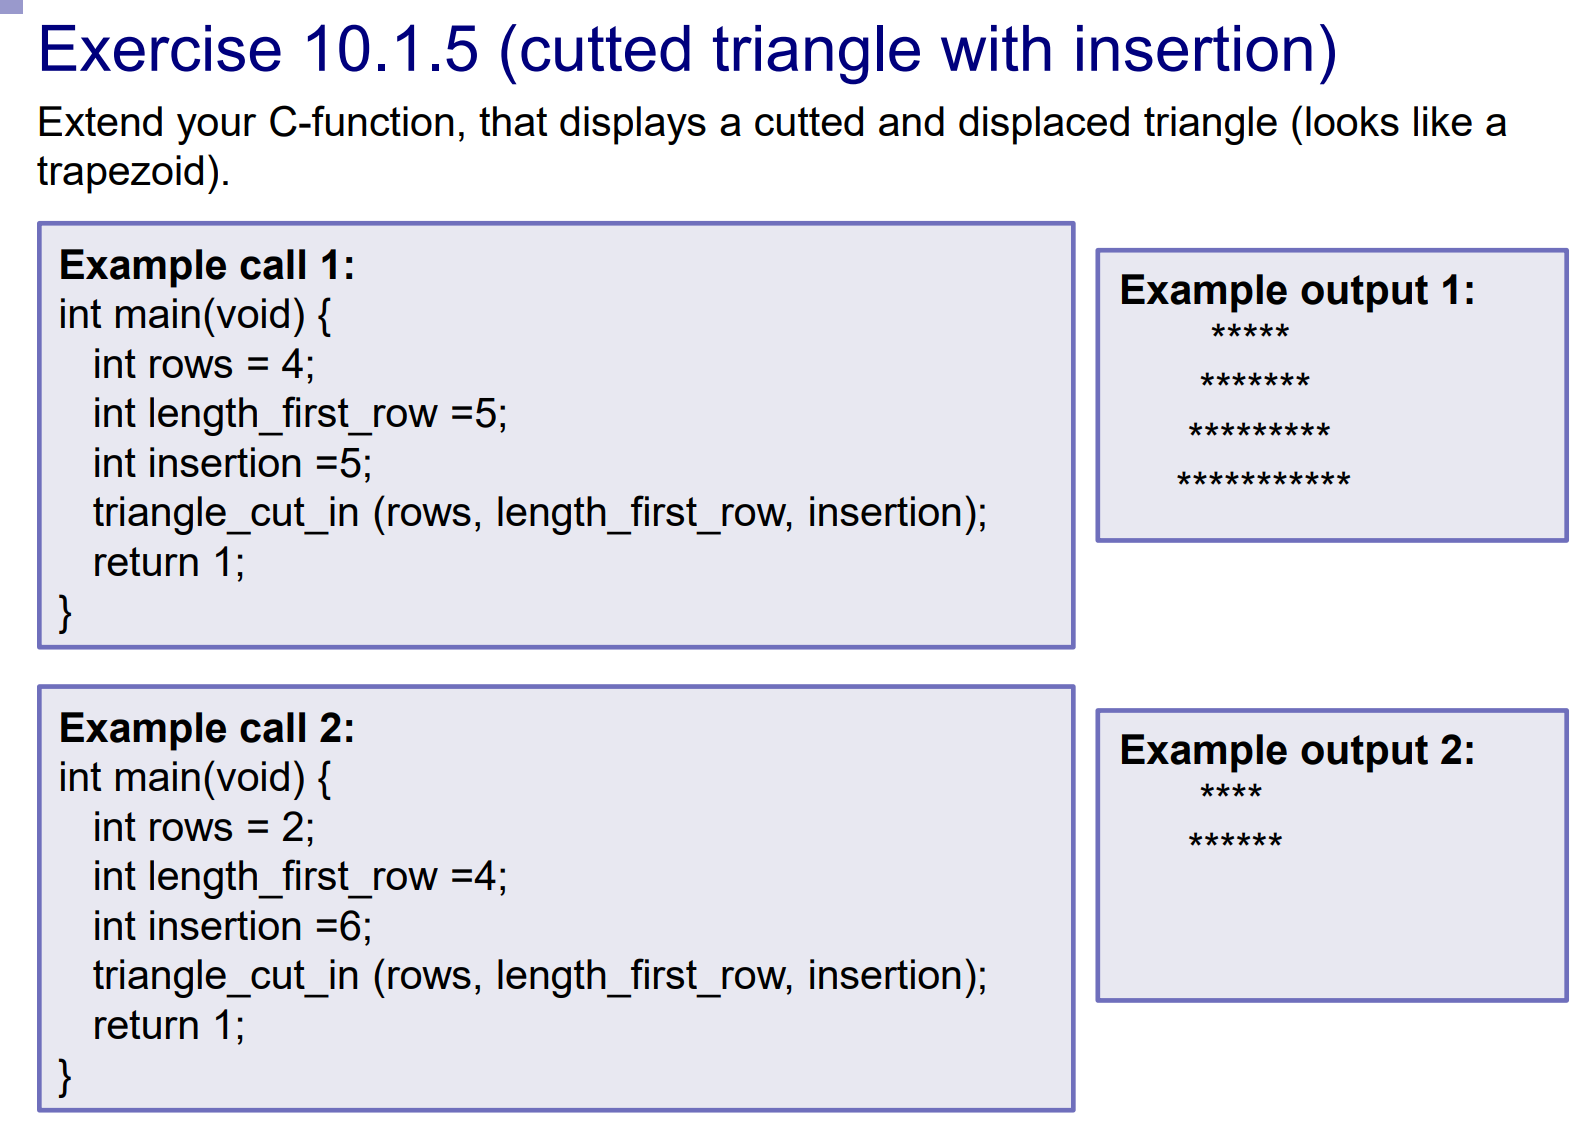 Exercise 10.1.5 (cutted triangle with insertion)
Extend your C-function, that displays a cutted and displaced triangle (looks like a
trapezoid).
Example call 1:
int main(void) {
int rows = 4;
int length_first_row =5;
int insertion =5;
triangle_cut_in (rows, length_first_row, insertion);
return 1;
}
Example output 1:
*****
*******
*********
***********
Example call 2:
int main(void) {
int rows = 2;
int length_first_row =4;
int insertion =6;
triangle_cut_in (rows, length_first_row, insertion);
return 1;
}
Example output 2:
****
******